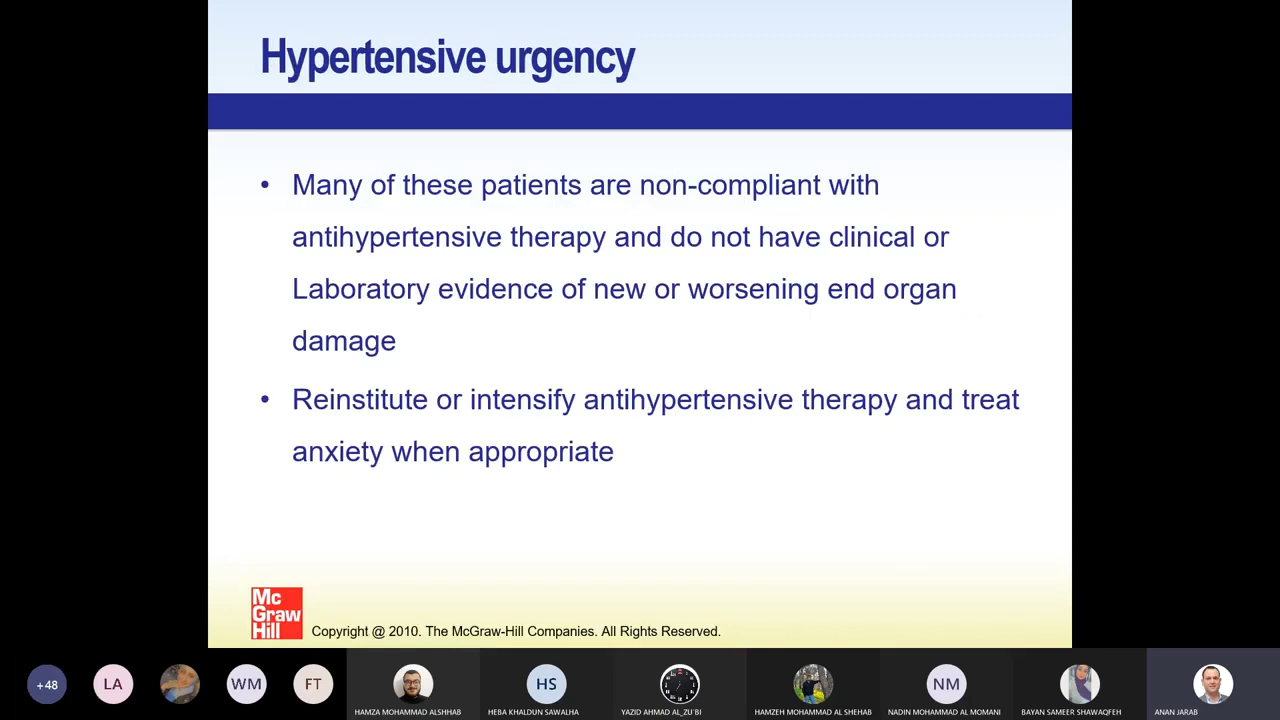 Hypertensive urgency
• Many of these patients are non-compliant with
antihypertensive therapy and do not have clinical or
Laboratory evidence of new or worsening end organ
damage
• Reinstitute or intensify antihypertensive therapy and treat
anxiety when appropriate
Mc
Graw
Hill
Copyright @ 2010. The McGraw-Hill Companies. All Rights Reserved.
+48
LA
WM
FT
HS
NM
HAMZA MOHAMMAD ALSHHAB
HEBA KHALDUN SAWALHA
YAZID AHMAD AL_ZU'BI
HAMZEH MOHAMMAD AL SHEHAB
NADIN MOHAMMAD AL MOMANI
BAYAN SAMEER SHAWAQFEH
ANAN JARAB